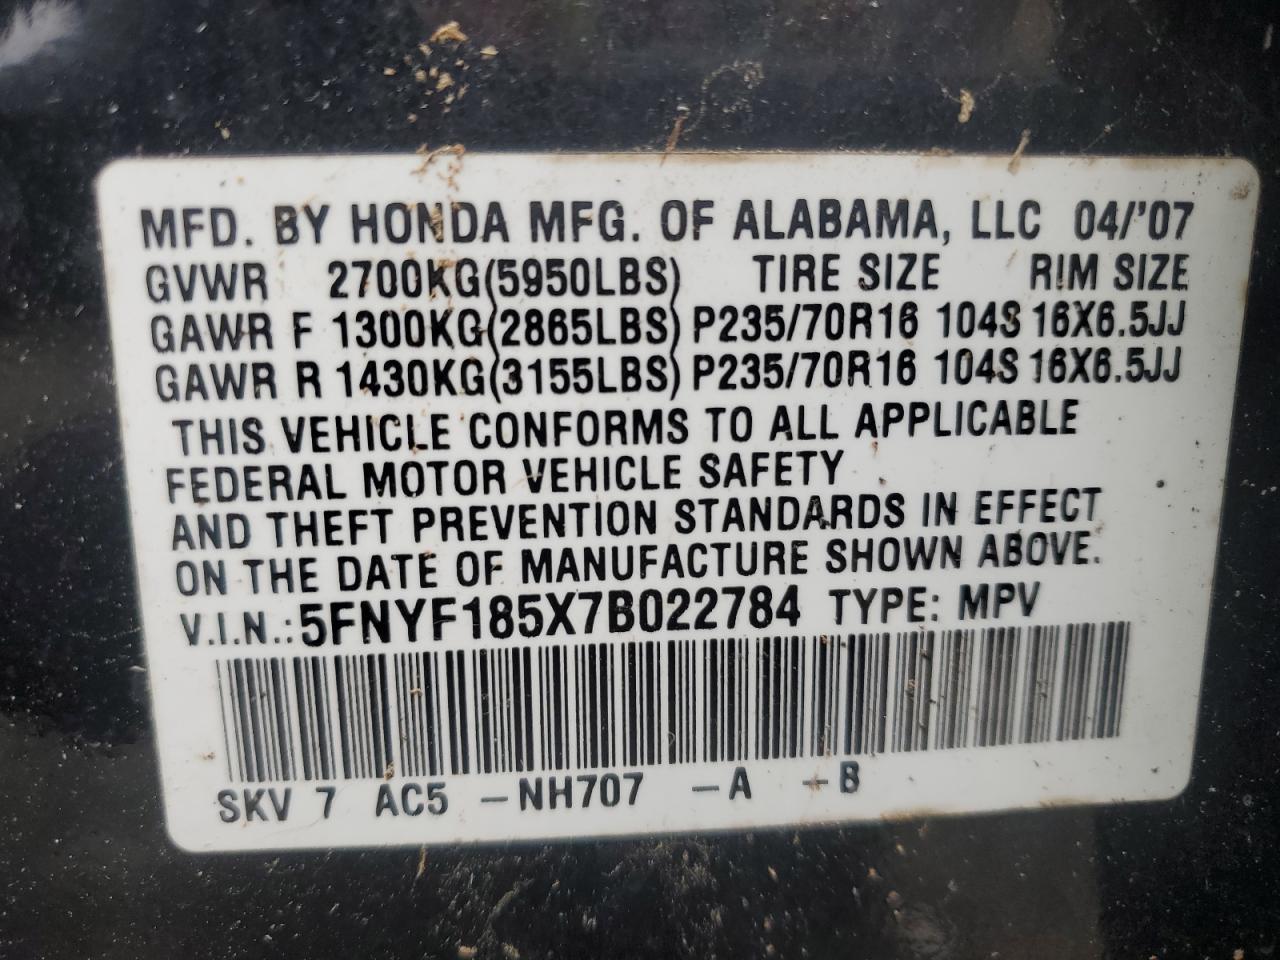 MFD. BY HONDA MFG. OF ALABAMA, LLC 04/'07
GVWR 2700KG(5950LBS) TIRE SIZE RIM SIZE
GAWR F 1300KG(2865LBS) P235/70R16 104S 16X6.5JJ
GAWR R 1430KG(3155LBS) P235/70R16 104S 16X6.5JJ
THIS VEHICLE CONFORMS TO ALL APPLICABLE
FEDERAL MOTOR VEHICLE SAFETY
AND THEFT PREVENTION STANDARDS IN EFFECT
ON THE DATE OF MANUFACTURE SHOWN ABOVE.
V.I.N.: 5FNYF185X7B022784 TYPE: MPV
SKV 7 AC5 -NH707 -A -B